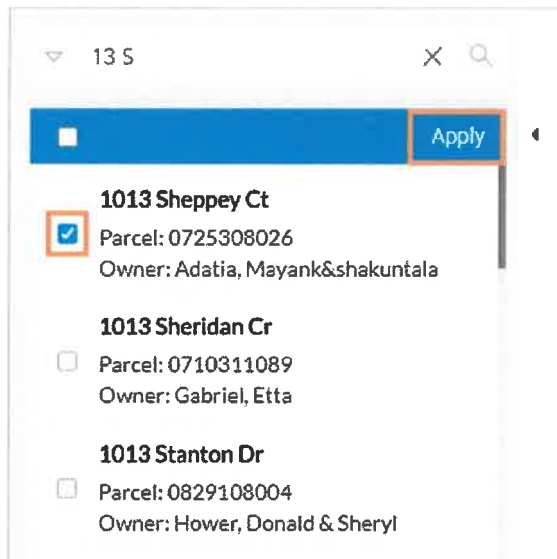 13 S
Apply
1013 Sheppey Ct
Parcel: 0725308026
Owner: Adatia, Mayank&shakuntala
1013 Sheridan Cr
Parcel: 0710311089
Owner: Gabriel, Etta
1013 Stanton Dr
Parcel: 0829108004
Owner: Hower, Donald & Sheryl